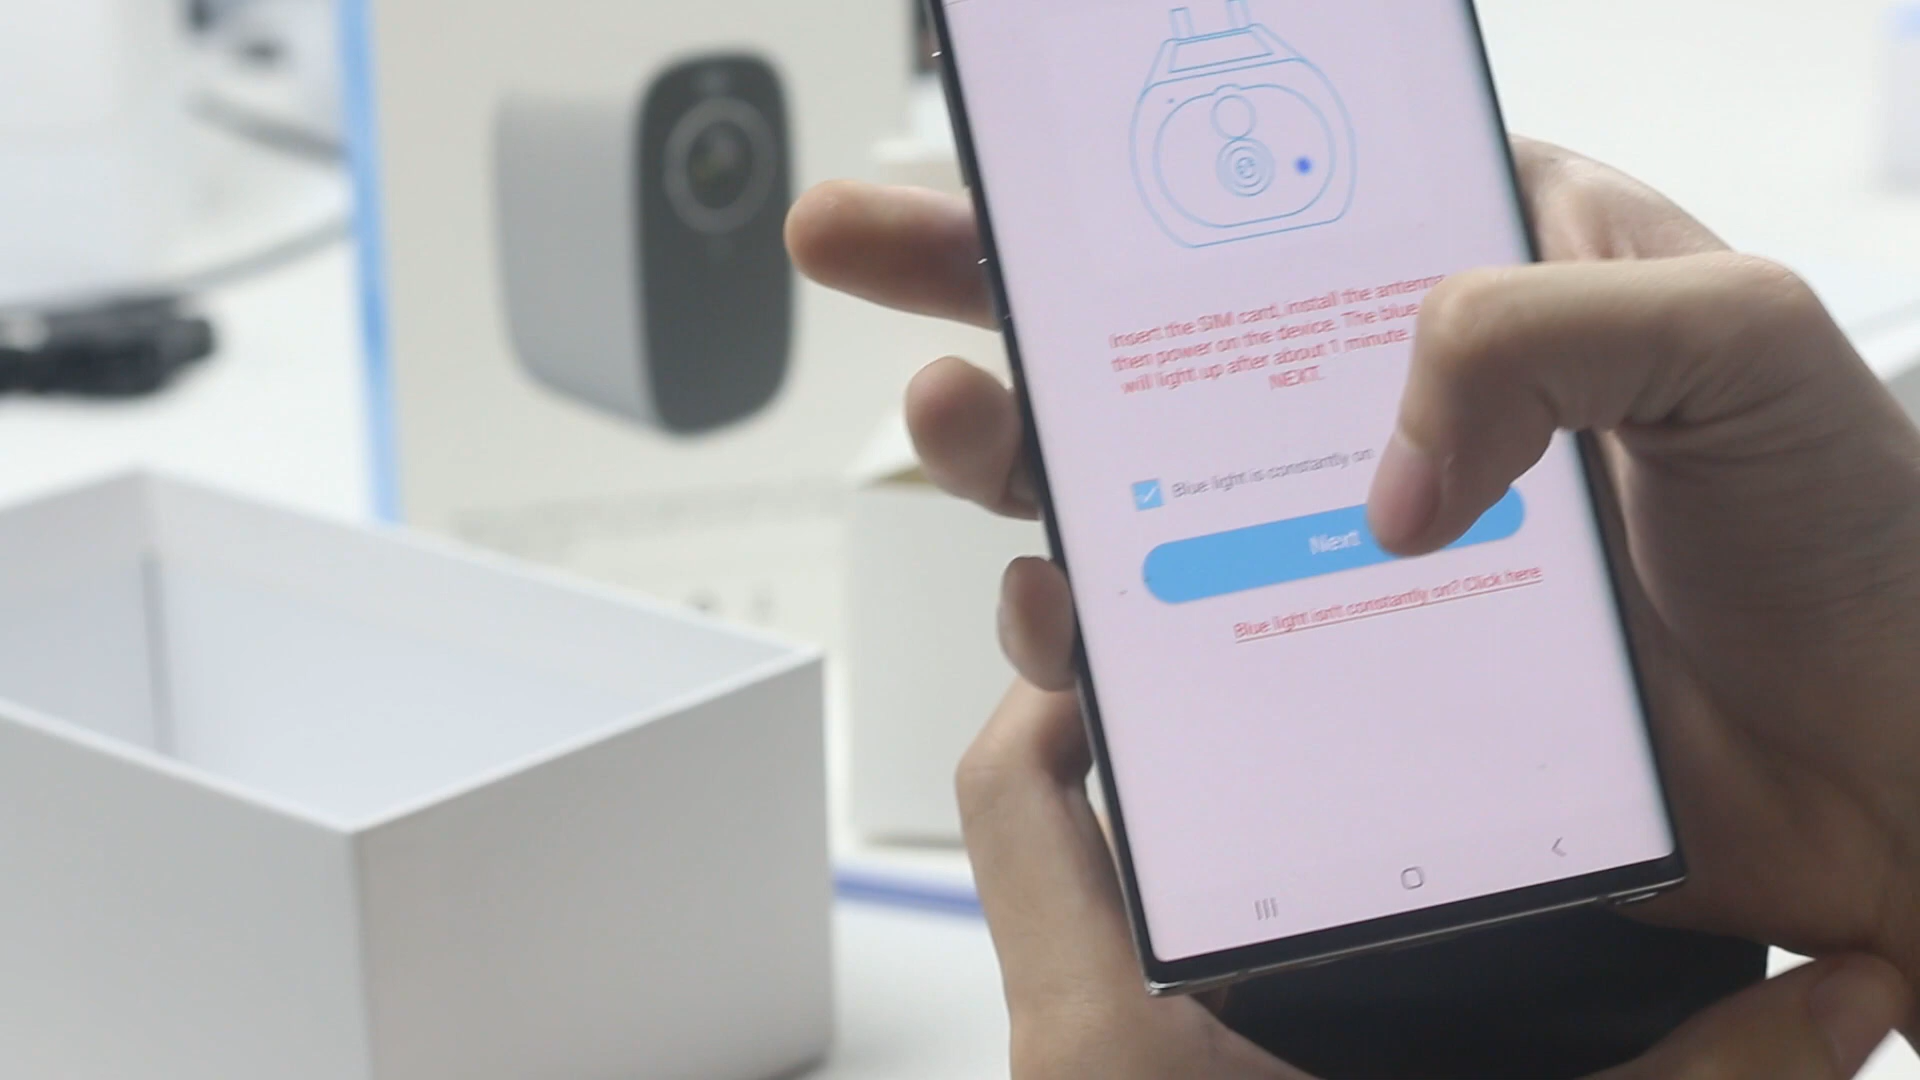 Insert the SIM card, install the antenna
then power on the device. The blue
will light up after about 1 minute.
NEXT.
Blue light is constantly on
Next
Blue light isn't constantly on? Click here